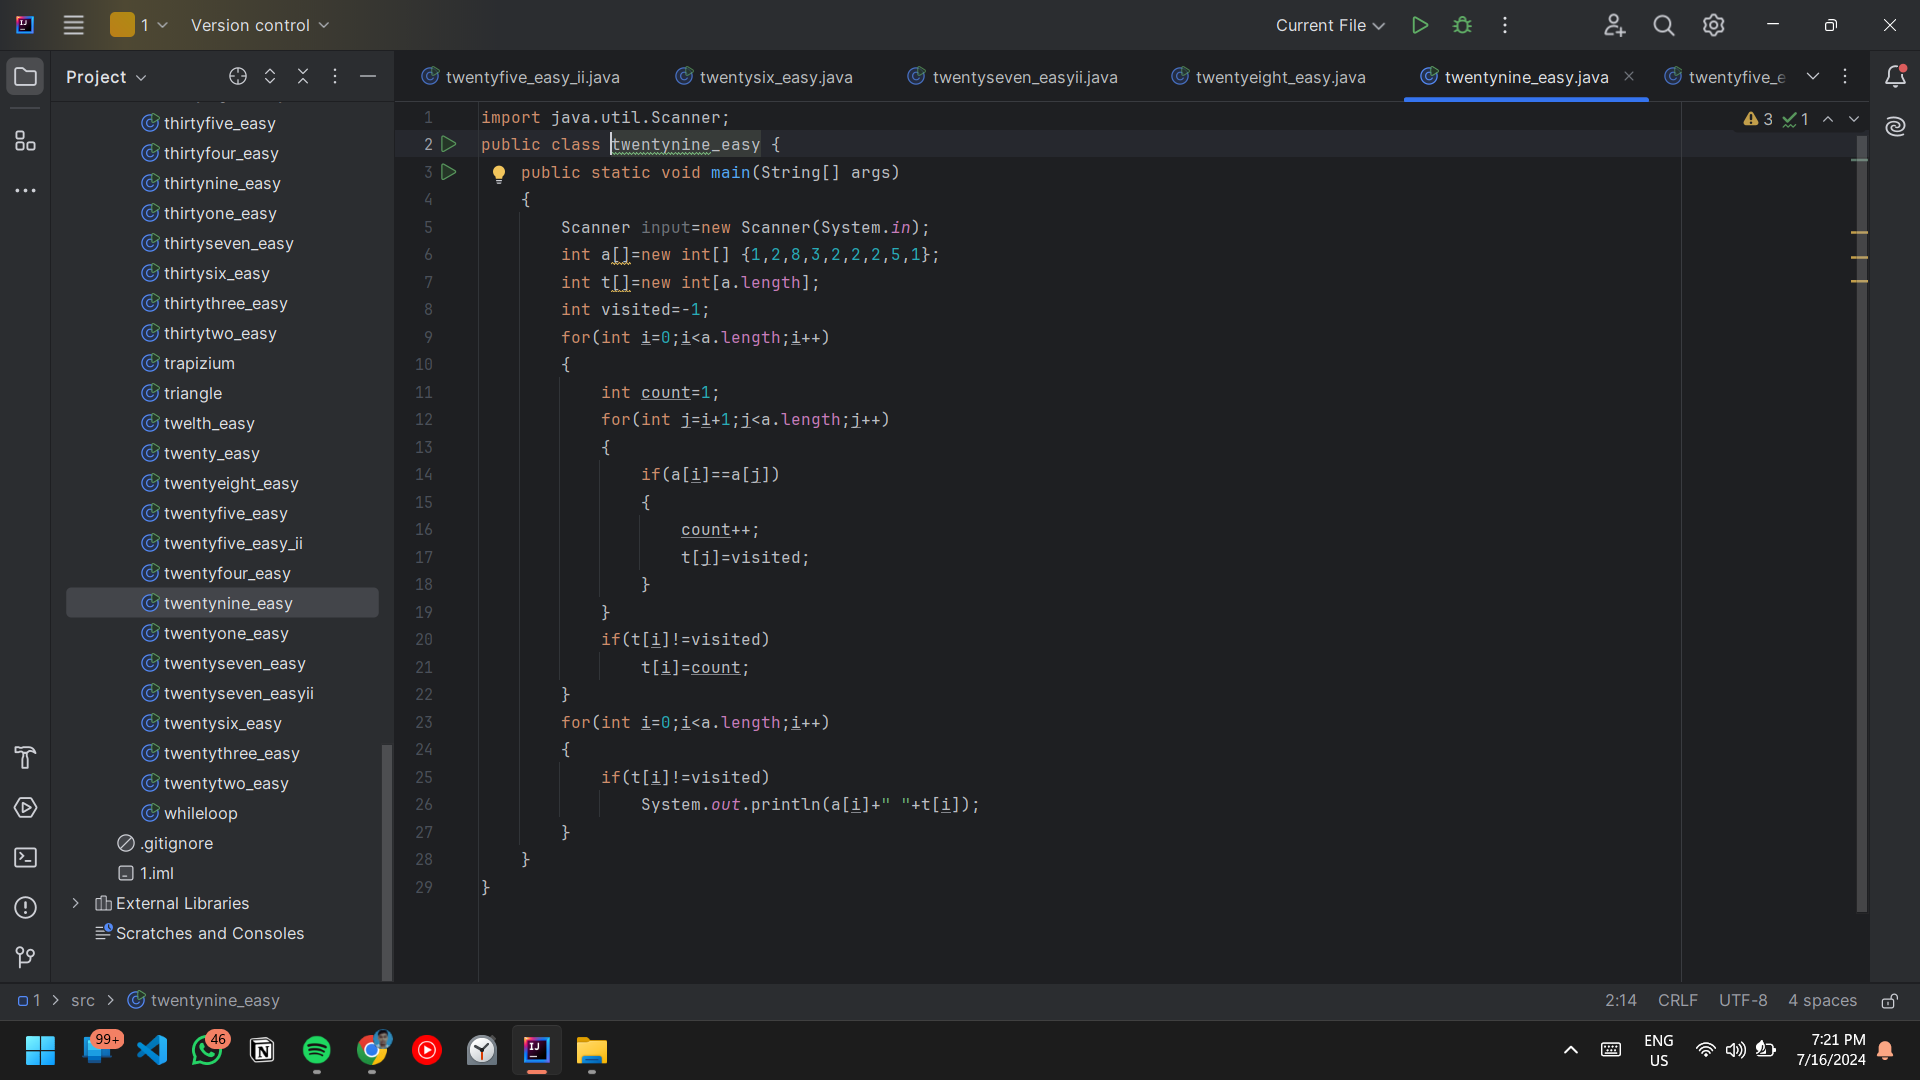 1
Version control
Current File
Project
twentyfive_easy_ii.java
twentysix_easy.java
twentyseven_easyii.java
twentyeight_easy.java
twentynine_easy.java
twentyfive_e
thirtyfive_easy
thirtyfour_easy
thirtynine_easy
thirtyone_easy
thirtyseven_easy
thirtysix_easy
thirtythree_easy
thirtytwo_easy
trapizium
triangle
twelth_easy
twenty_easy
twentyeight_easy
twentyfive_easy
twentyfive_easy_ii
twentyfour_easy
twentynine_easy
twentyone_easy
twentyseven_easy
twentyseven_easyii
twentysix_easy
twentythree_easy
twentytwo_easy
whileloop
.gitignore
1.iml
External Libraries
Scratches and Consoles
3 1
1 import java.util.Scanner;
2 public class twentynine_easy {
3 public static void main(String[] args)
4 {
5 Scanner input=new Scanner(System.in);
6 int a[]=new int[] {1,2,8,3,2,2,2,5,1};
7 int t[]=new int[a.length];
8 int visited=-1;
9 for(int i=0;i<a.length;i++)
10 {
11 int count=1;
12 for(int j=i+1;j<a.length;j++)
13 {
14 if(a[i]==a[j])
15 {
16 count++;
17 t[j]=visited;
18 }
19 }
20 if(t[i]!=visited)
21 t[i]=count;
22 }
23 for(int i=0;i<a.length;i++)
24 {
25 if(t[i]!=visited)
26 System.out.println(a[i]+" "+t[i]);
27 }
28 }
29 }
1 > src > twentynine_easy
2:14 CRLF UTF-8 4 spaces
99+
46
ENG
US
7:21 PM
7/16/2024